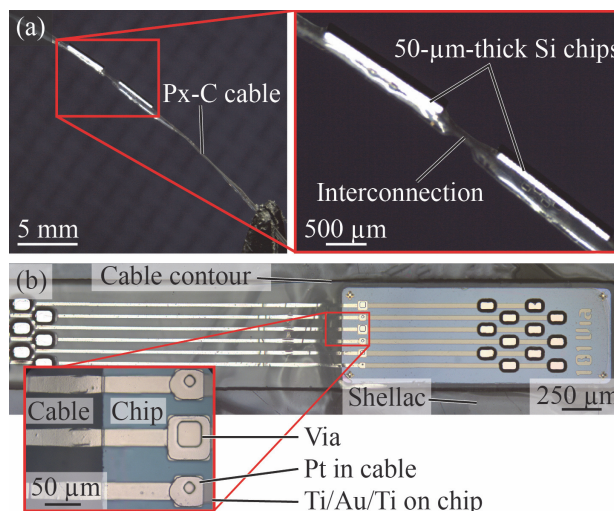 (a)
50-µm-thick Si chips
Px-C cable
Interconnection
5 mm
500 µm
(b)
Cable contour
Shellac
250 µm
Cable
Chip
Via
Pt in cable
50 µm
Ti/Au/Ti on chip